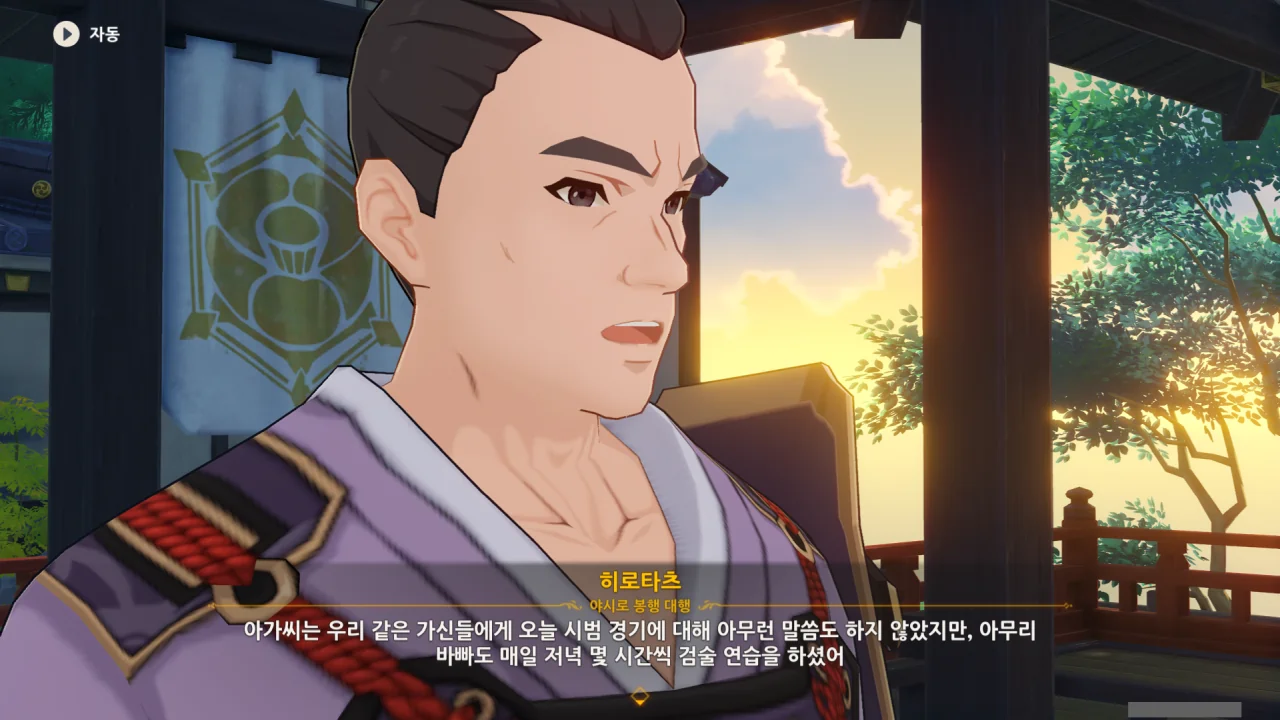 자동
히로타츠
야시로 봉행 대행
아가씨는 우리 같은 가신들에게 오늘 시범 경기에 대해 아무런 말씀도 하지 않았지만, 아무리
바빠도 매일 저녁 몇 시간씩 검술 연습을 하셨어